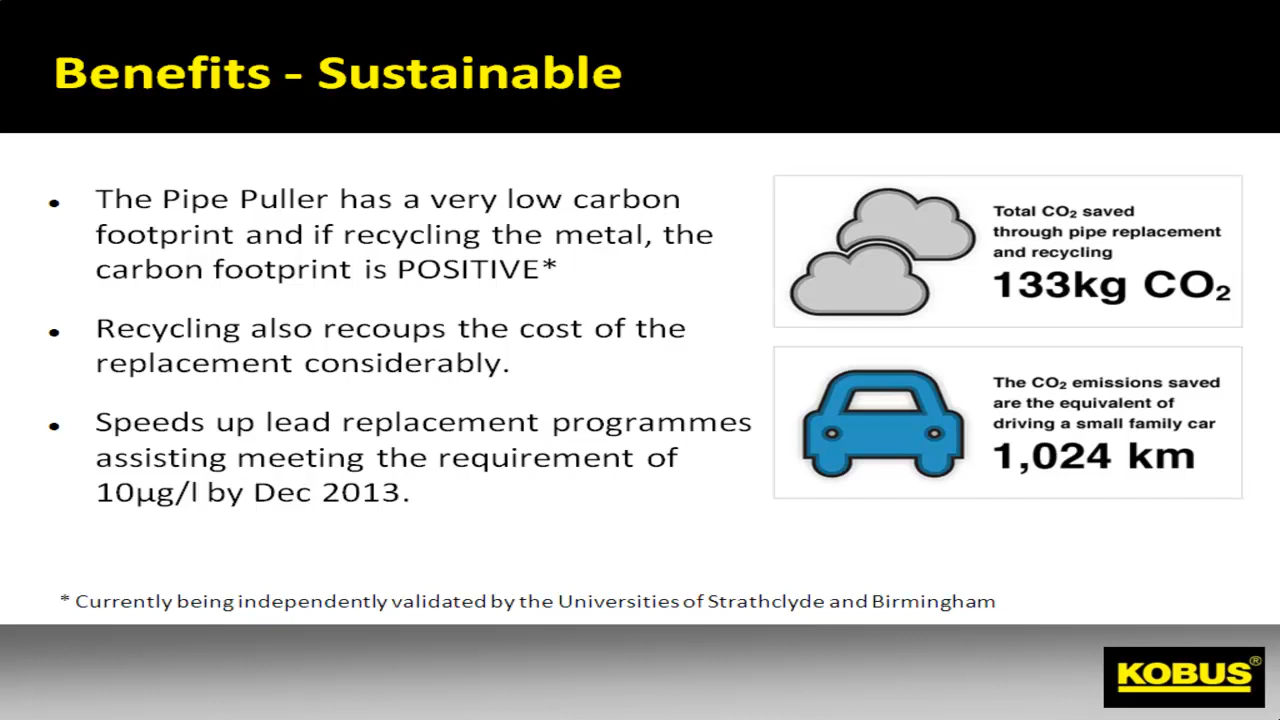 Benefits - Sustainable
• The Pipe Puller has a very low carbon
footprint and if recycling the metal, the
carbon footprint is POSITIVE*
• Recycling also recoups the cost of the
replacement considerably.
• Speeds up lead replacement programmes
assisting meeting the requirement of
10µg/l by Dec 2013.
Total CO₂ saved
through pipe replacement
and recycling
133kg CO₂
The CO₂ emissions saved
are the equivalent of
driving a small family car
1,024 km
* Currently being independently validated by the Universities of Strathclyde and Birmingham
KOBUS®